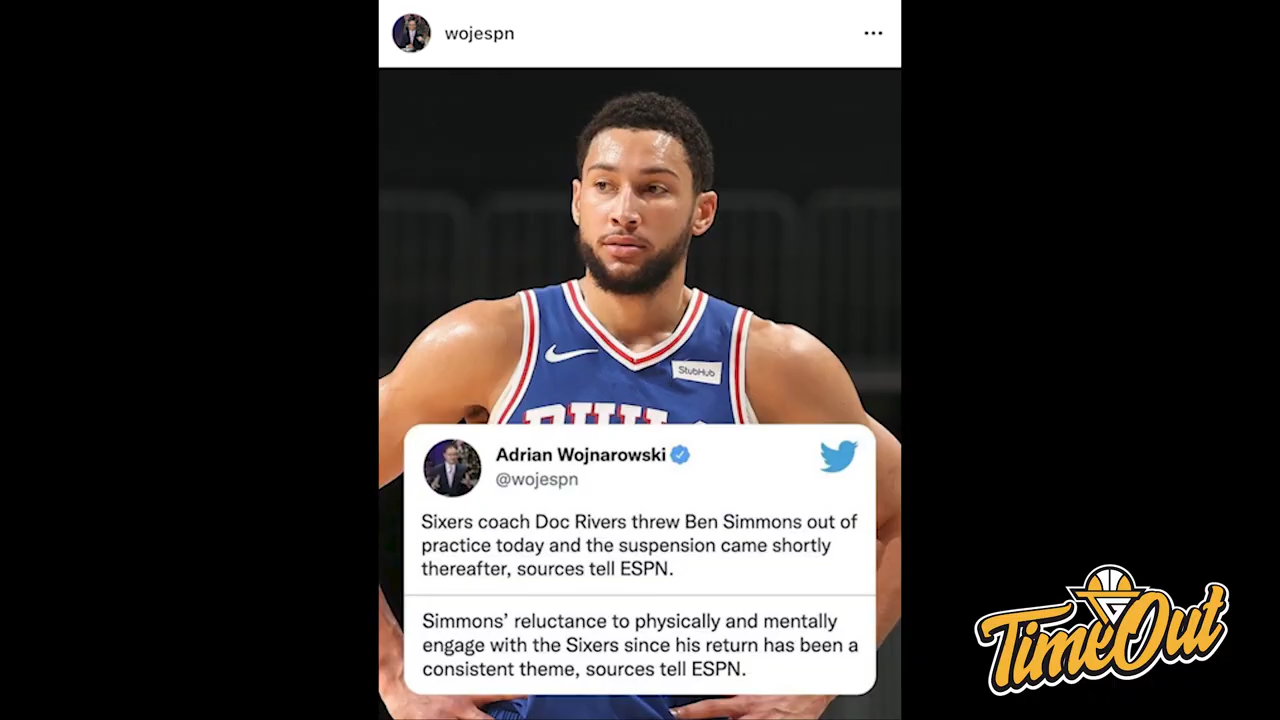 wojespn
StubHub
PHIL
Adrian Wojnarowski
@wojespn
Sixers coach Doc Rivers threw Ben Simmons out of
practice today and the suspension came shortly
thereafter, sources tell ESPN.
Simmons’ reluctance to physically and mentally
engage with the Sixers since his return has been a
consistent theme, sources tell ESPN.
TimeOut